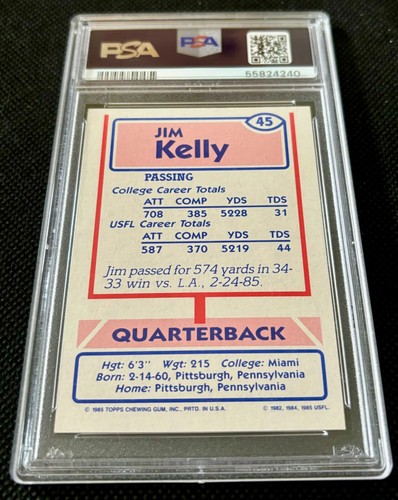 PSA
PSA
55824240
45
JIM
Kelly
PASSING
College Career Totals
ATT COMP YDS TDS
708 385 5228 31
USFL Career Totals
ATT COMP YDS TDS
587 370 5219 44
Jim passed for 574 yards in 34-
33 win vs. L.A., 2-24-85.
QUARTERBACK
Hgt: 6'3" Wgt: 215 College: Miami
Born: 2-14-60, Pittsburgh, Pennsylvania
Home: Pittsburgh, Pennsylvania
© 1985 TOPPS CHEWING GUM, INC., PRTD. IN U.S.A. © 1982, 1984, 1985 USFL.